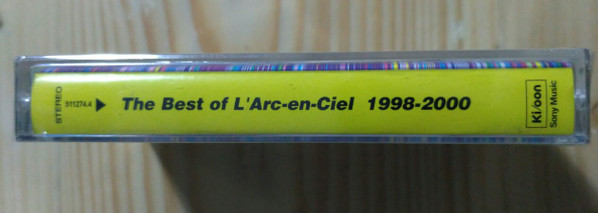 STEREO
511274.4
The Best of L'Arc-en-Ciel 1998-2000
Ki/oon
Sony Music